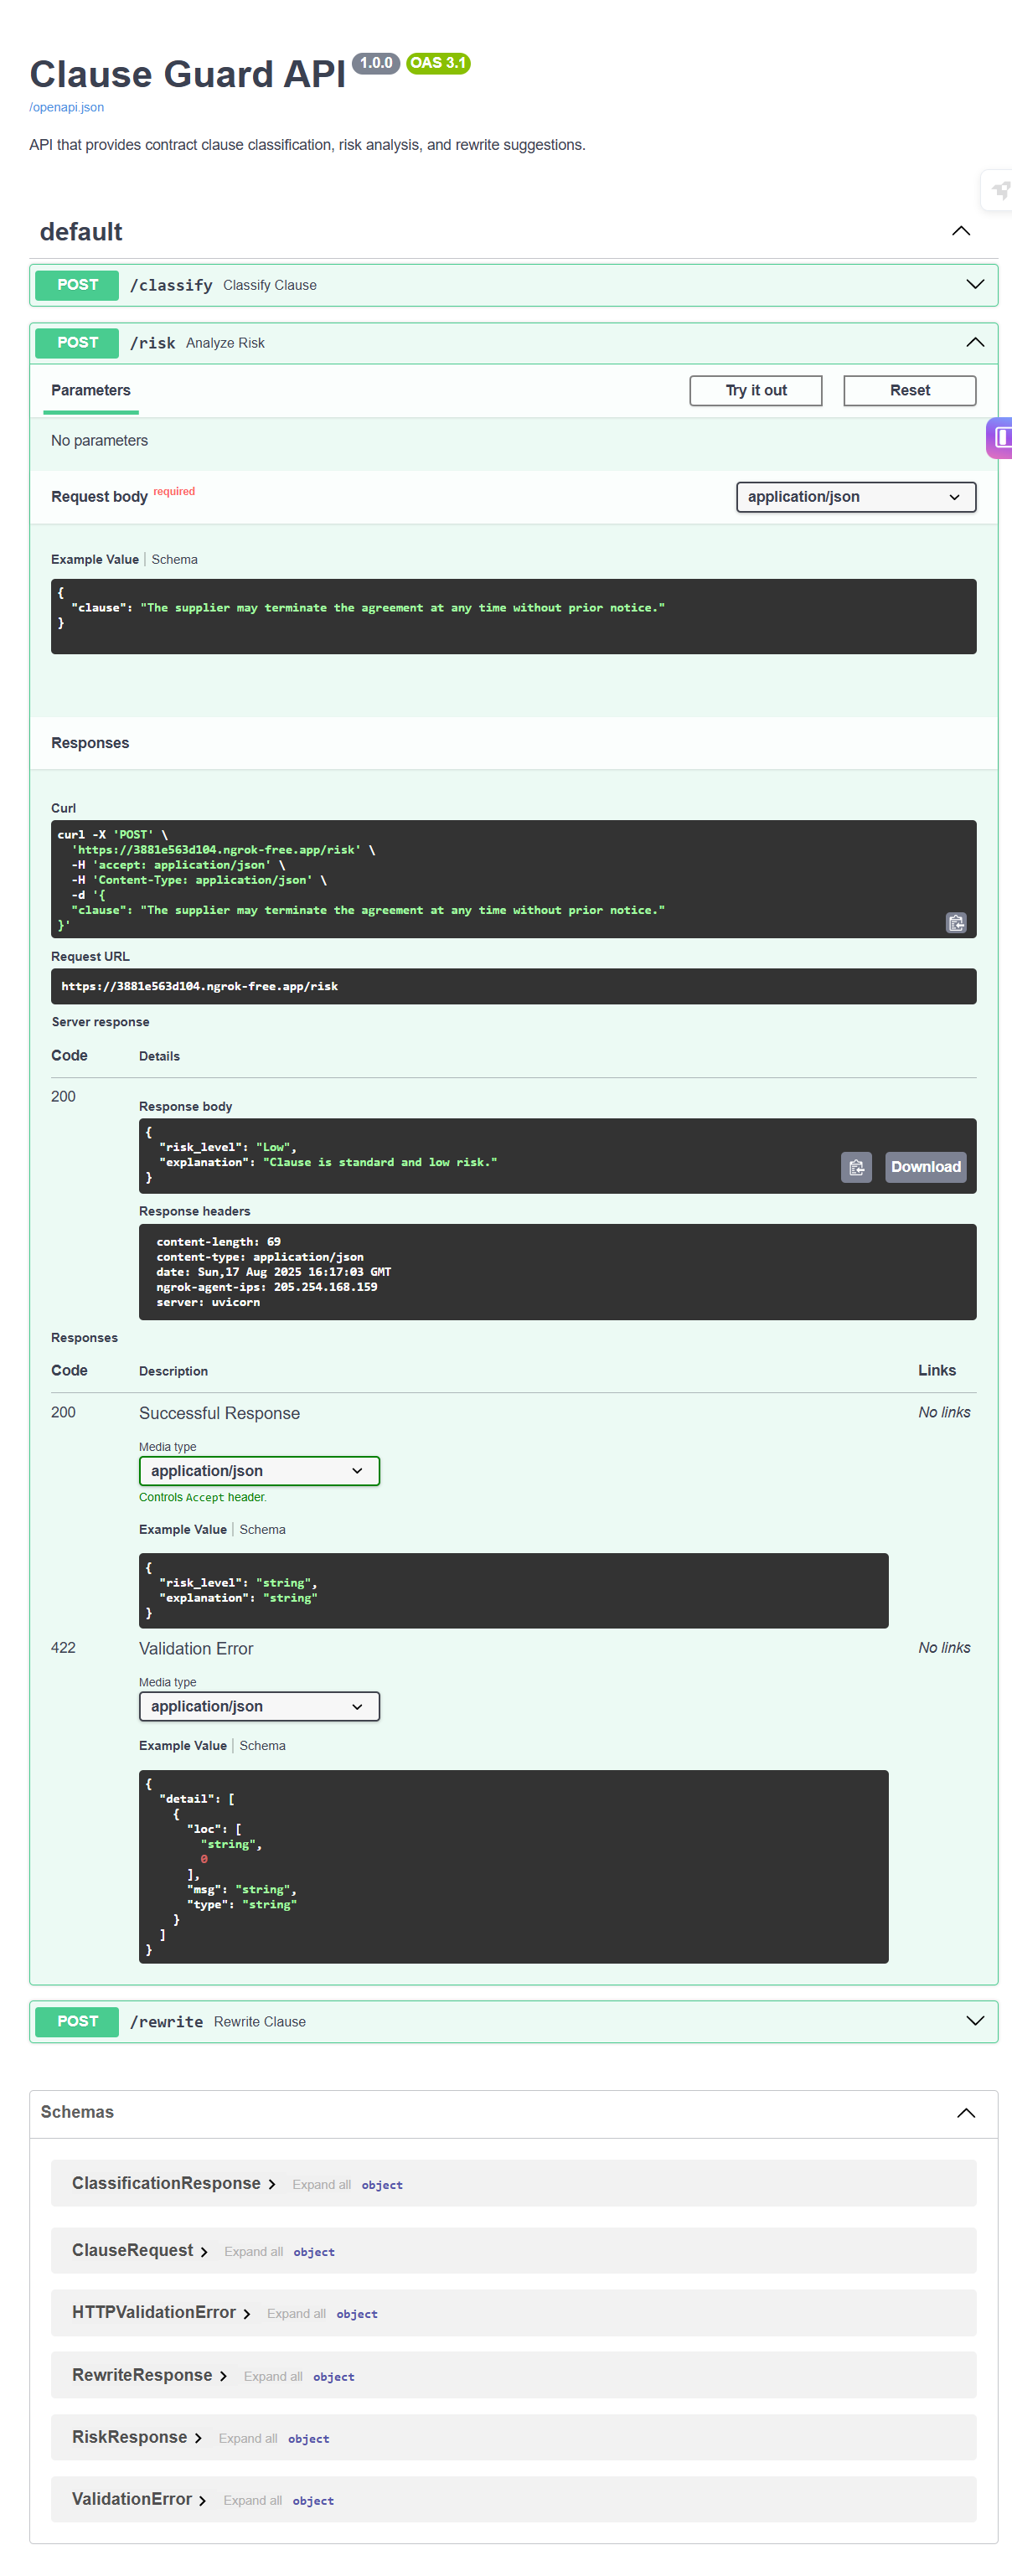 Clause Guard API 1.0.0 OAS 3.1
/openapi.json
API that provides contract clause classification, risk analysis, and rewrite suggestions.
default
POST /classify Classify Clause
POST /risk Analyze Risk
Parameters Try it out Reset
No parameters
Request body required application/json
Example Value Schema
{
"clause": "The supplier may terminate the agreement at any time without prior notice."
}
Responses
Curl
curl -X 'POST' \
'https://3881e563d104.ngrok-free.app/risk' \
-H 'accept: application/json' \
-H 'Content-Type: application/json' \
-d '{
"clause": "The supplier may terminate the agreement at any time without prior notice."
}'
Request URL
https://3881e563d104.ngrok-free.app/risk
Server response
Code Details
200
Response body
{
"risk_level": "Low",
"explanation": "Clause is standard and low risk."
}
Download
Response headers
content-length: 69
content-type: application/json
date: Sun,17 Aug 2025 16:17:03 GMT
ngrok-agent-ips: 205.254.168.159
server: uvicorn
Responses
Code Description Links
200 Successful Response No links
Media type
application/json
Controls Accept header.
Example Value Schema
{
"risk_level": "string",
"explanation": "string"
}
422 Validation Error No links
Media type
application/json
Example Value Schema
{
"detail": [
{
"loc": [
"string",
0
],
"msg": "string",
"type": "string"
}
]
}
POST /rewrite Rewrite Clause
Schemas
ClassificationResponse Expand all object
ClauseRequest Expand all object
HTTPValidationError Expand all object
RewriteResponse Expand all object
RiskResponse Expand all object
ValidationError Expand all object